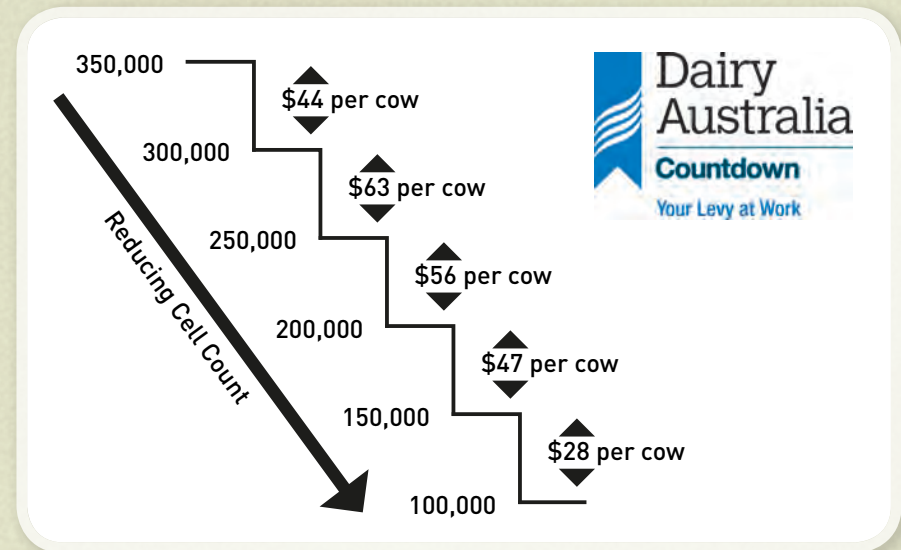 350,000
$44 per cow
300,000
$63 per cow
250,000
$56 per cow
200,000
$47 per cow
150,000
$28 per cow
100,000
Reducing Cell Count
Dairy
Australia
Countdown
Your Levy at Work